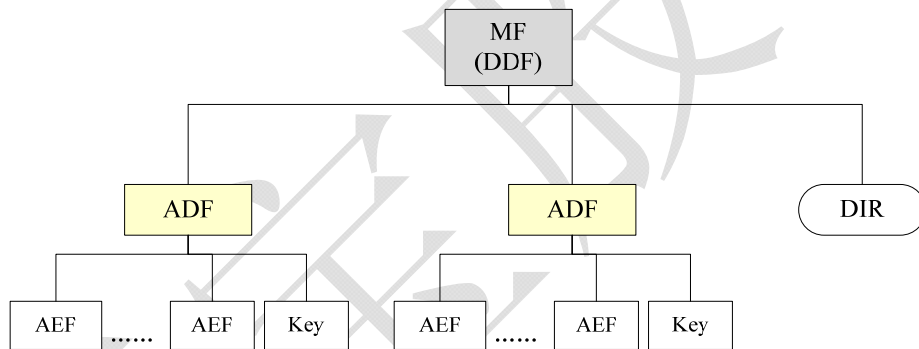 MF
(DDF)
ADF
ADF
DIR
AEF
......
AEF
Key
AEF
......
AEF
Key